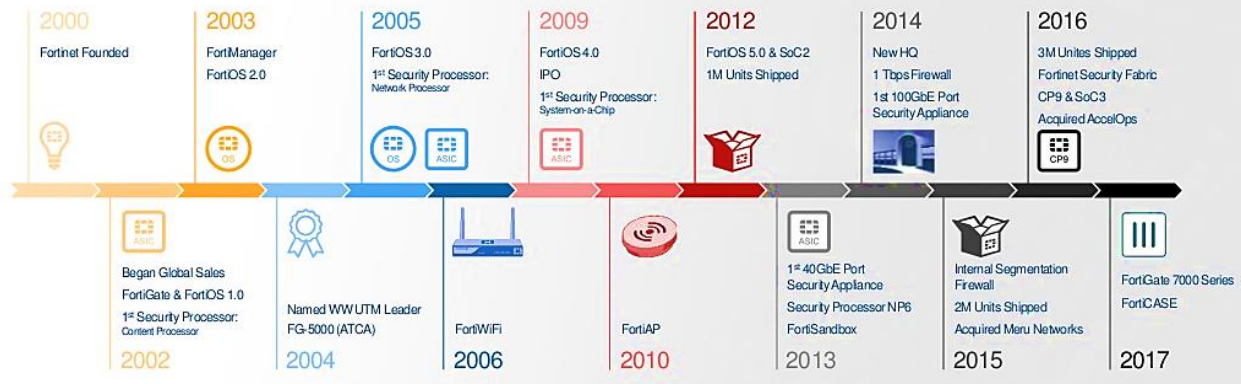 2000
Fortinet Founded
2003
FortiManager
FortiOS 2.0
OS
2005
FortiOS 3.0
1st Security Processor:
Network Processor
OS
ASIC
2009
FortiOS 4.0
IPO
1st Security Processor:
System-on-a-Chip
ASIC
2012
FortiOS 5.0 & SoC2
1M Units Shipped
2014
New HQ
1 Tbps Firewall
1st 100GbE Port
Security Appliance
2016
3M Unites Shipped
Fortinet Security Fabric
CP9 & SoC3
Acquired AccelOps
CP9
ASIC
Began Global Sales
FortiGate & FortiOS 1.0
1st Security Processor:
Content Processor
2002
Named WW UTM Leader
FG-5000 (ATCA)
2004
FortiWiFi
2006
FortiAP
2010
ASIC
1st 40GbE Port
Security Appliance
Security Processor NP6
FortiSandbox
2013
Internal Segmentation
Firewall
2M Units Shipped
Acquired Meru Networks
2015
FortiGate 7000 Series
FortiCASE
2017